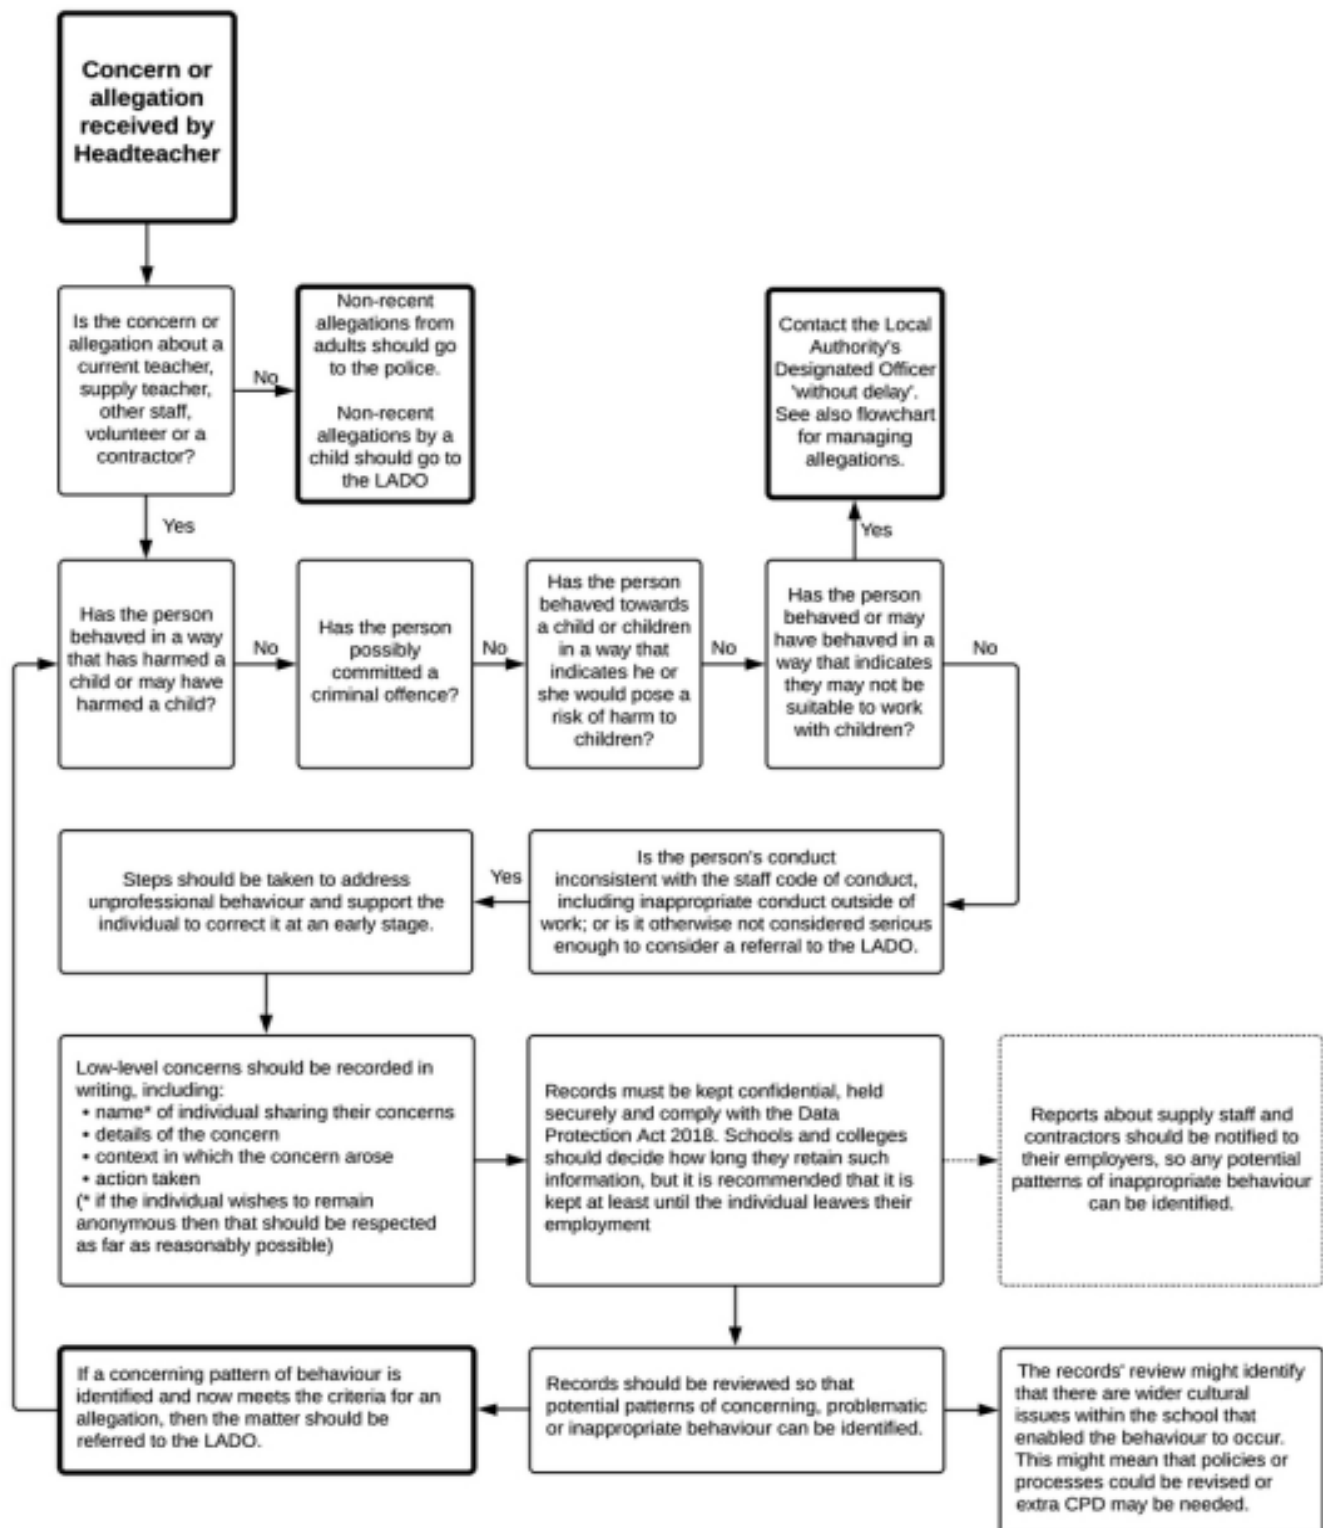 Concern or
allegation
received by
Headteacher
Is the concern or
allegation about a
current teacher,
supply teacher,
other staff,
volunteer or a
contractor?
No
Non-recent
allegations from
adults should go
to the police.
Non-recent
allegations by a
child should go to
the LADO
Contact the Local
Authority's
Designated Officer
'without delay'.
See also flowchart
for managing
allegations.
Yes
Yes
Has the person
behaved in a way
that has harmed a
child or may have
harmed a child?
No
Has the person
possibly
committed a
criminal offence?
No
Has the person
behaved towards
a child or children
in a way that
indicates he or
she would pose a
risk of harm to
children?
No
Has the person
behaved or may
have behaved in a
way that indicates
they may not be
suitable to work
with children?
No
Is the person's conduct
inconsistent with the staff code of conduct,
including inappropriate conduct outside of
work; or is it otherwise not considered serious
enough to consider a referral to the LADO.
Yes
Steps should be taken to address
unprofessional behaviour and support the
individual to correct it at an early stage.
Low-level concerns should be recorded in
writing, including:
• name* of individual sharing their concerns
• details of the concern
• context in which the concern arose
• action taken
(* if the individual wishes to remain
anonymous then that should be respected
as far as reasonably possible)
Records must be kept confidential, held
securely and comply with the Data
Protection Act 2018. Schools and colleges
should decide how long they retain such
information, but it is recommended that it is
kept at least until the individual leaves their
employment
Reports about supply staff and
contractors should be notified to
their employers, so any potential
patterns of inappropriate behaviour
can be identified.
If a concerning pattern of behaviour is
identified and now meets the criteria for an
allegation, then the matter should be
referred to the LADO.
Records should be reviewed so that
potential patterns of concerning, problematic
or inappropriate behaviour can be identified.
The records' review might identify
that there are wider cultural
issues within the school that
enabled the behaviour to occur.
This might mean that policies or
processes could be revised or
extra CPD may be needed.